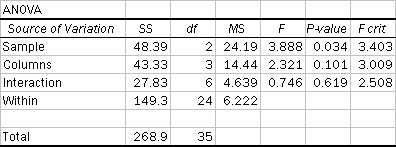 ANOVA
Source of Variation SS df MS F P-value F crit
Sample 48.39 2 24.19 3.888 0.034 3.403
Columns 43.33 3 14.44 2.321 0.101 3.009
Interaction 27.83 6 4.639 0.746 0.619 2.508
Within 149.3 24 6.222
Total 268.9 35